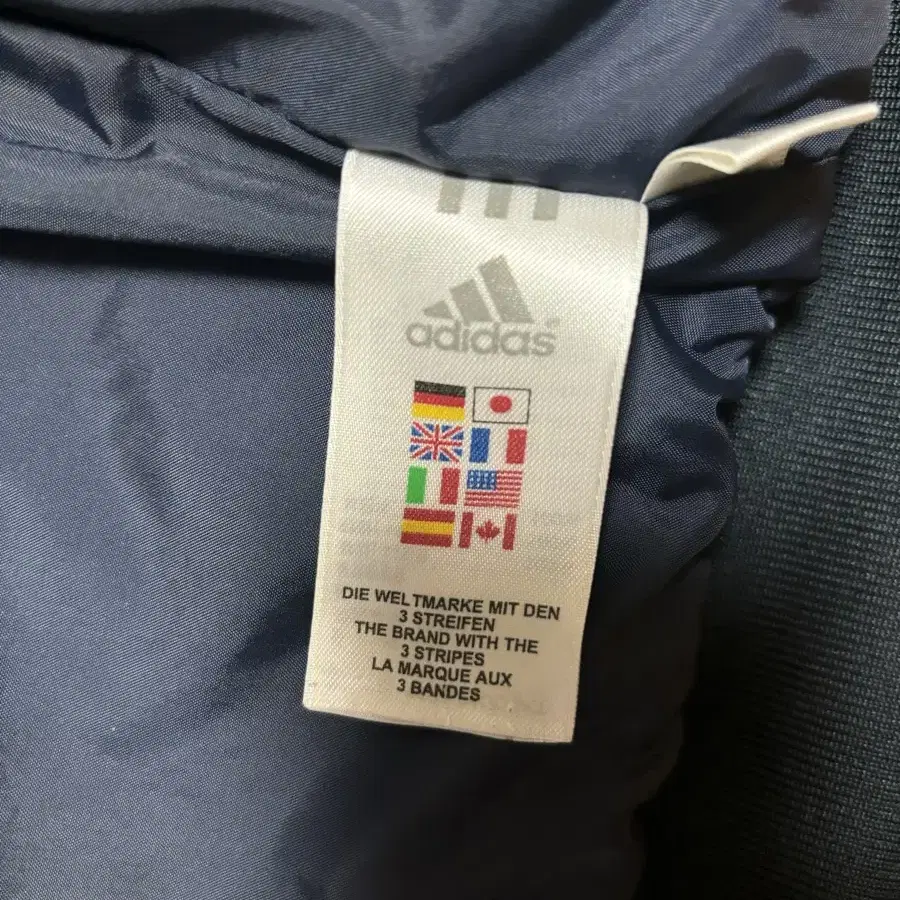 adidas
DIE WELTMARKE MIT DEN
3 STREIFEN
THE BRAND WITH THE
3 STRIPES
LA MARQUE AUX
3 BANDES